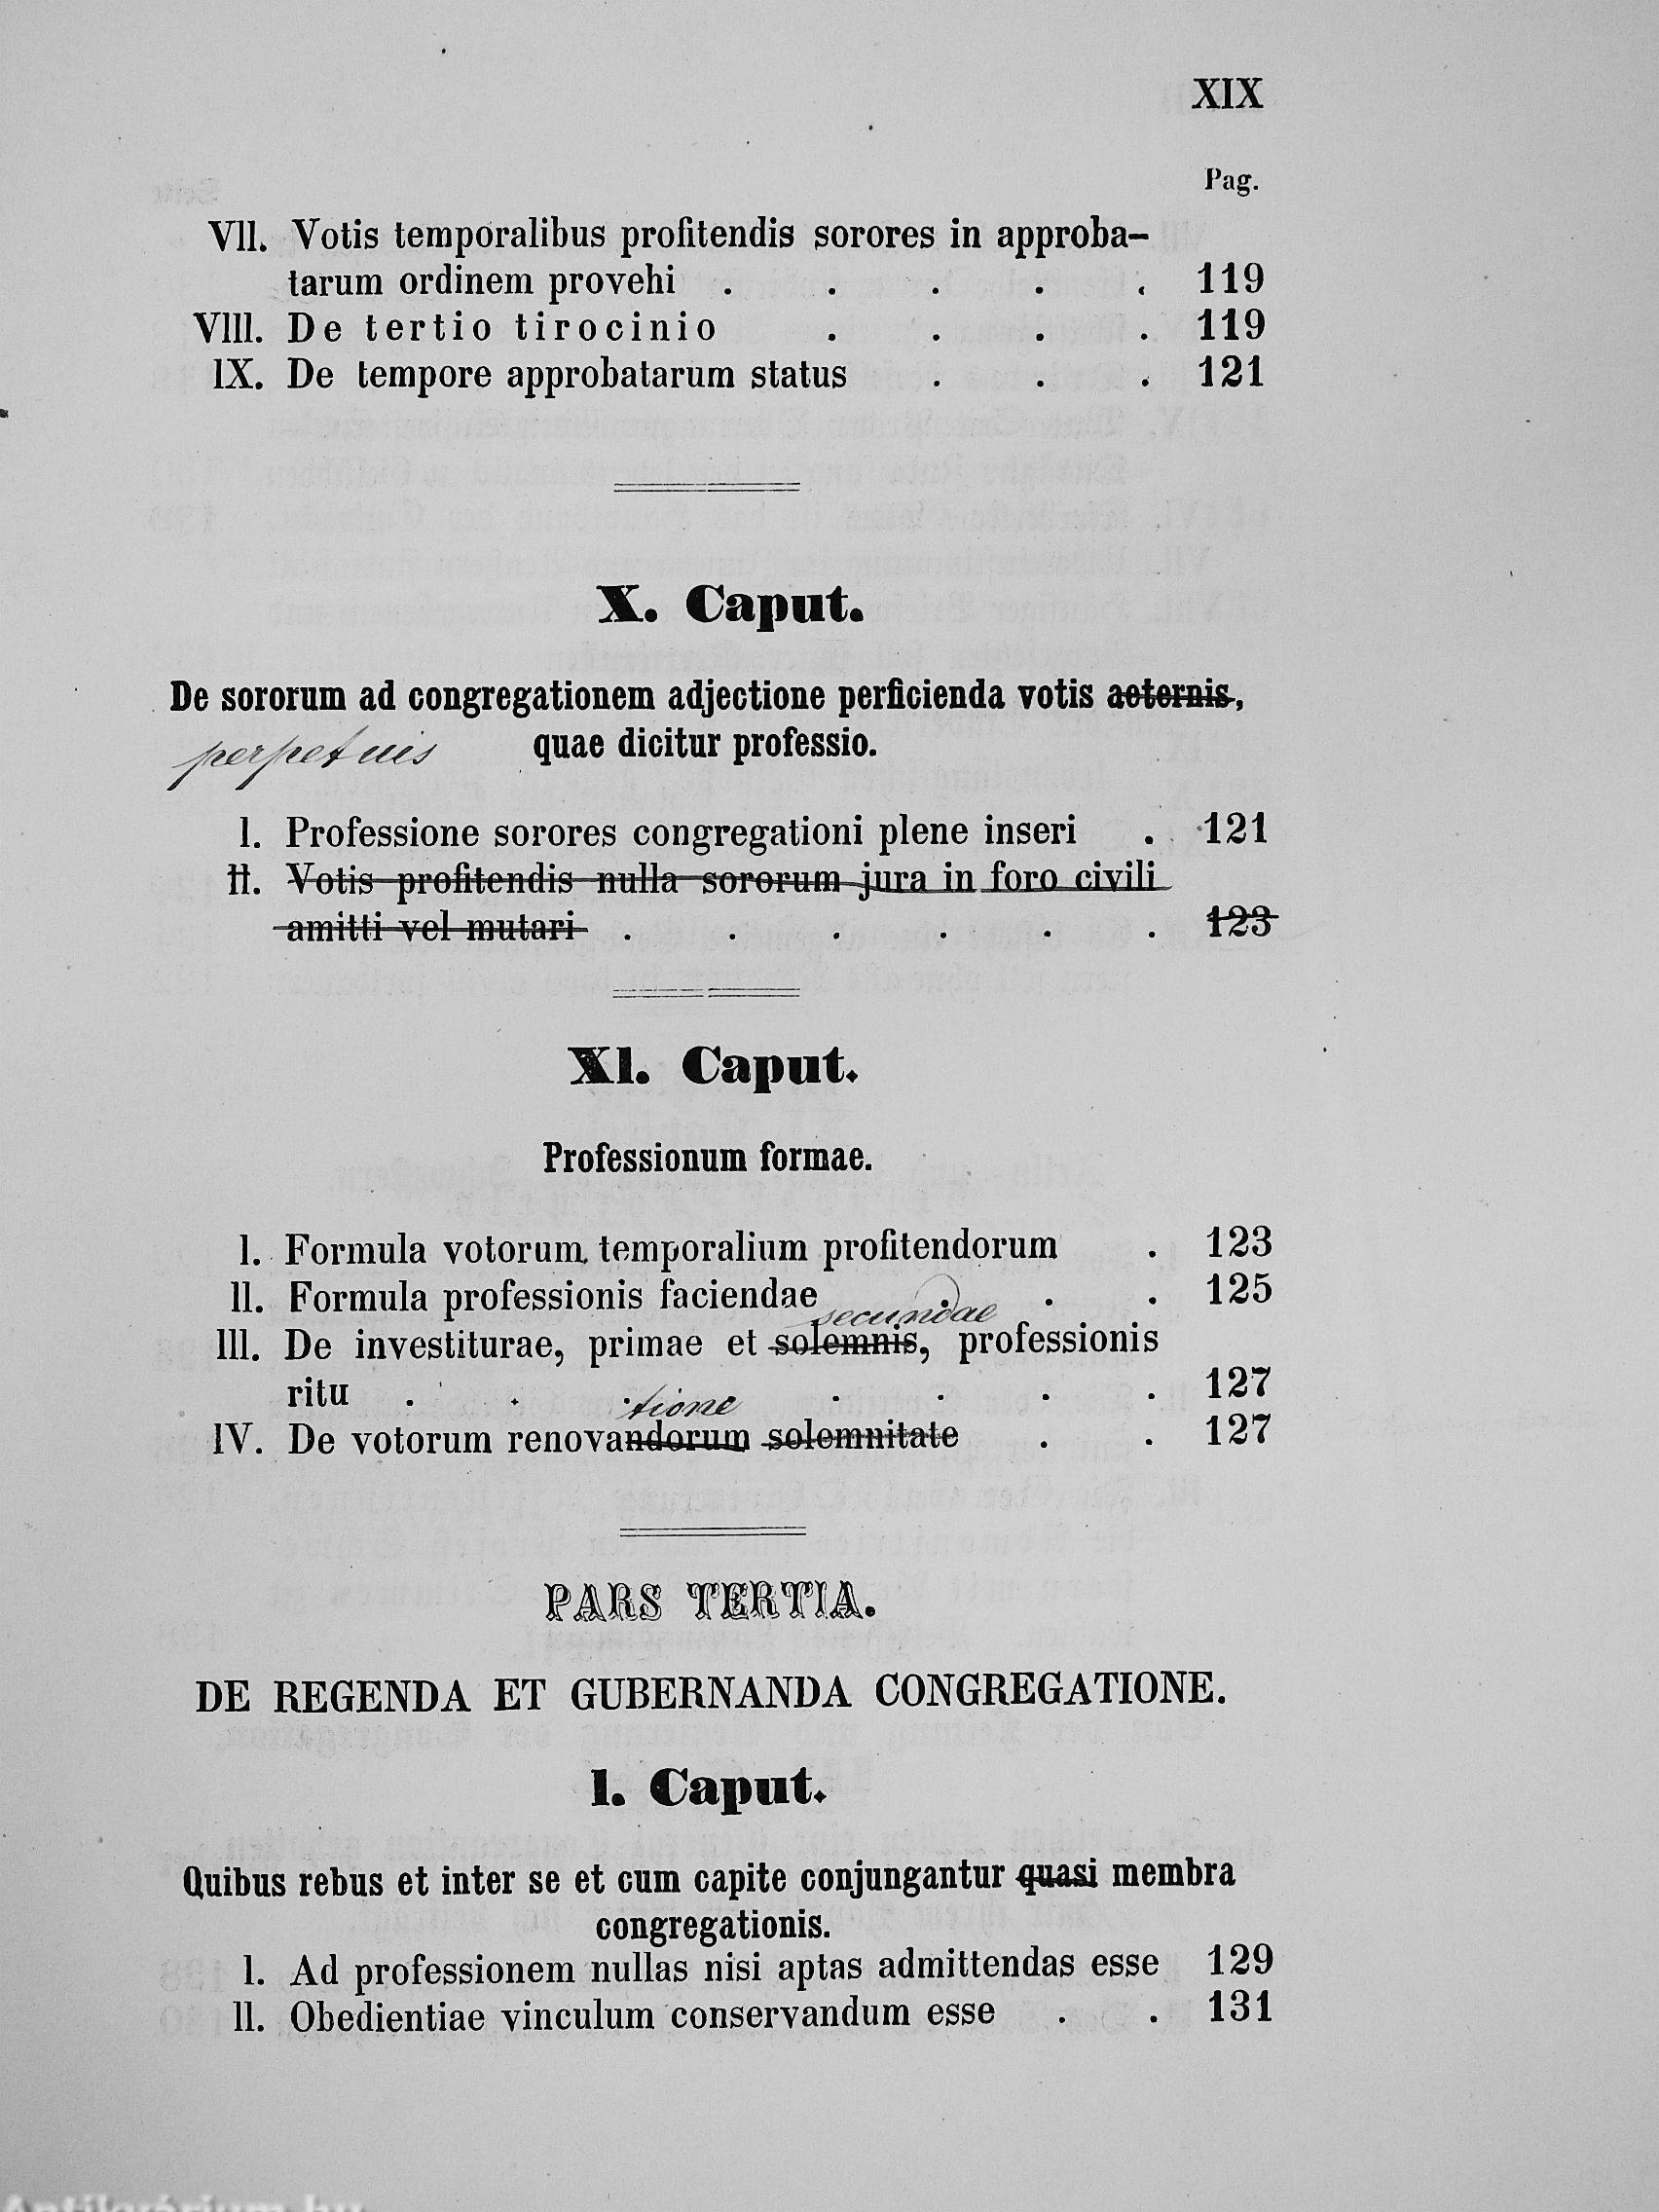 XIX
Pag.
VII. Votis temporalibus profitendis sorores in approba-
tarum ordinem provehi . . . . . 119
VIII. De tertio tirocinio . . . . 119
IX. De tempore approbatarum status . . . 121
X. Caput.
De sororum ad congregationem adjectione perficienda votis aeternis,
perpetuis quae dicitur professio.
I. Professione sorores congregationi plene inseri . 121
II. Votis profitendis nulla sororum jura in foro civili
amitti vel mutari . . . . . . 123
XI. Caput.
Professionum formae.
I. Formula votorum temporalium profitendorum . 123
II. Formula professionis faciendae . . . 125
secundae
III. De investiturae, primae et solemnis, professionis
ritu . . . . . . . . 127
tione
IV. De votorum renovandorum solemnitate . . 127
PARS TERTIA.
DE REGENDA ET GUBERNANDA CONGREGATIONE.
I. Caput.
Quibus rebus et inter se et cum capite conjungantur quasi membra
congregationis.
I. Ad professionem nullas nisi aptas admittendas esse 129
II. Obedientiae vinculum conservandum esse . . 131
Antikvárium.hu